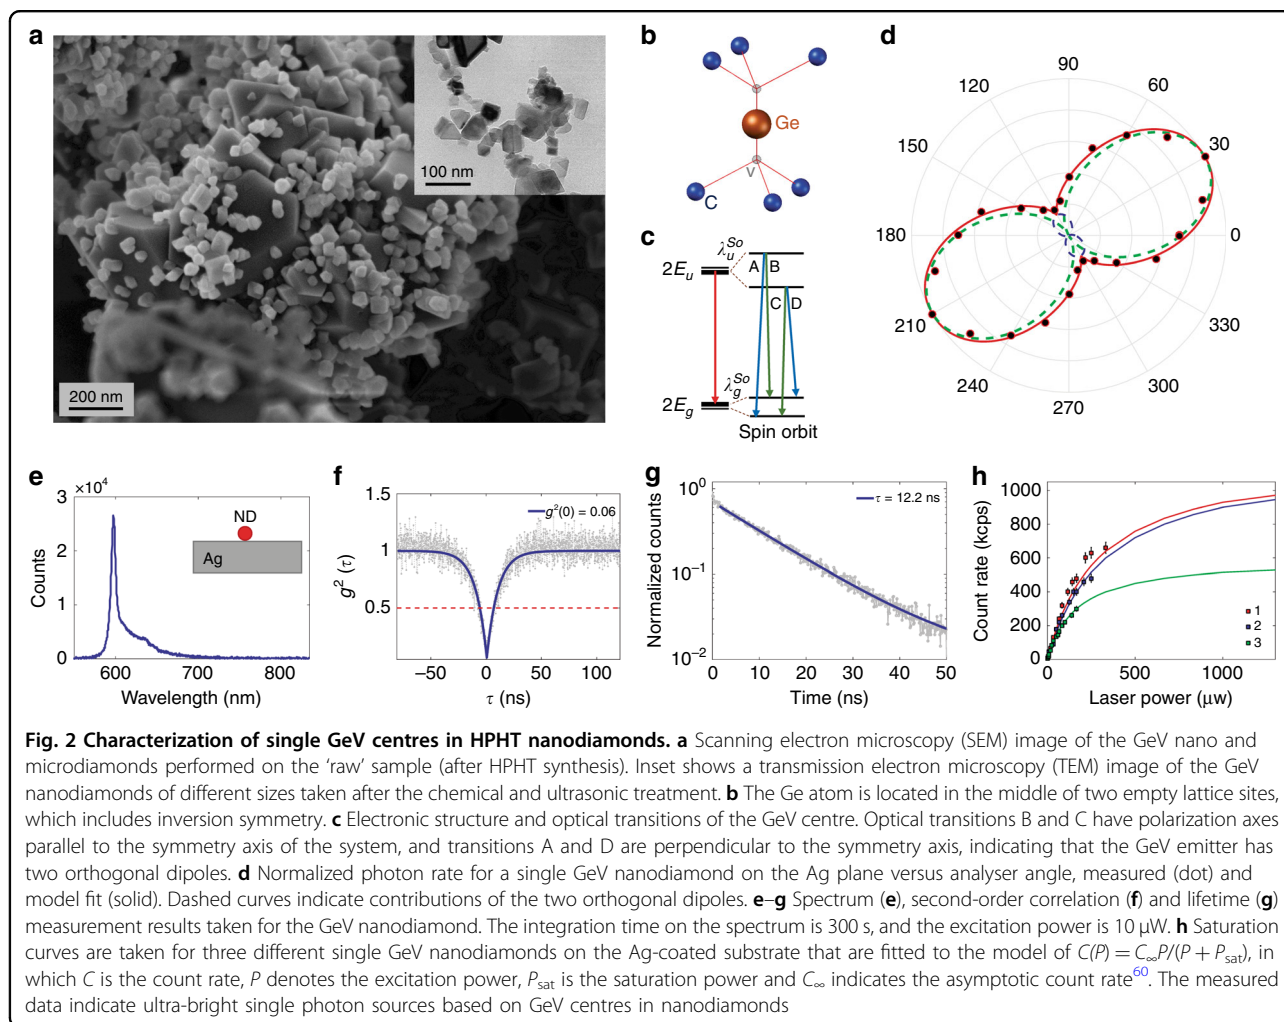 a
100 nm
200 nm
b
Ge
V
C
c
λ_u^So
2E_u
A B
C D
λ_g^So
2E_g
Spin orbit
d
90
120
60
150
30
180
0
210
330
240
300
270
e
×10⁴
3
2
1
0
Counts
ND
Ag
600 700 800
Wavelength (nm)
f
1.5
1
0.5
g² (τ)
g²(0) = 0.06
−50 0 50 100
τ (ns)
g
10⁰
10⁻¹
10⁻²
Normalized counts
τ = 12.2 ns
0 10 20 30 40 50
Time (ns)
h
1000
800
600
400
200
0
Count rate (kcps)
1
2
3
0 500 1000
Laser power (μw)
Fig. 2 Characterization of single GeV centres in HPHT nanodiamonds. a Scanning electron microscopy (SEM) image of the GeV nano and
microdiamonds performed on the ‘raw’ sample (after HPHT synthesis). Inset shows a transmission electron microscopy (TEM) image of the GeV
nanodiamonds of different sizes taken after the chemical and ultrasonic treatment. b The Ge atom is located in the middle of two empty lattice sites,
which includes inversion symmetry. c Electronic structure and optical transitions of the GeV centre. Optical transitions B and C have polarization axes
parallel to the symmetry axis of the system, and transitions A and D are perpendicular to the symmetry axis, indicating that the GeV emitter has
two orthogonal dipoles. d Normalized photon rate for a single GeV nanodiamond on the Ag plane versus analyser angle, measured (dot) and
model fit (solid). Dashed curves indicate contributions of the two orthogonal dipoles. e–g Spectrum (e), second-order correlation (f) and lifetime (g)
measurement results taken for the GeV nanodiamond. The integration time on the spectrum is 300 s, and the excitation power is 10 μW. h Saturation
curves are taken for three different single GeV nanodiamonds on the Ag-coated substrate that are fitted to the model of C(P) = C∞P/(P + Psat), in
which C is the count rate, P denotes the excitation power, Psat is the saturation power and C∞ indicates the asymptotic count rate⁶⁰. The measured
data indicate ultra-bright single photon sources based on GeV centres in nanodiamonds